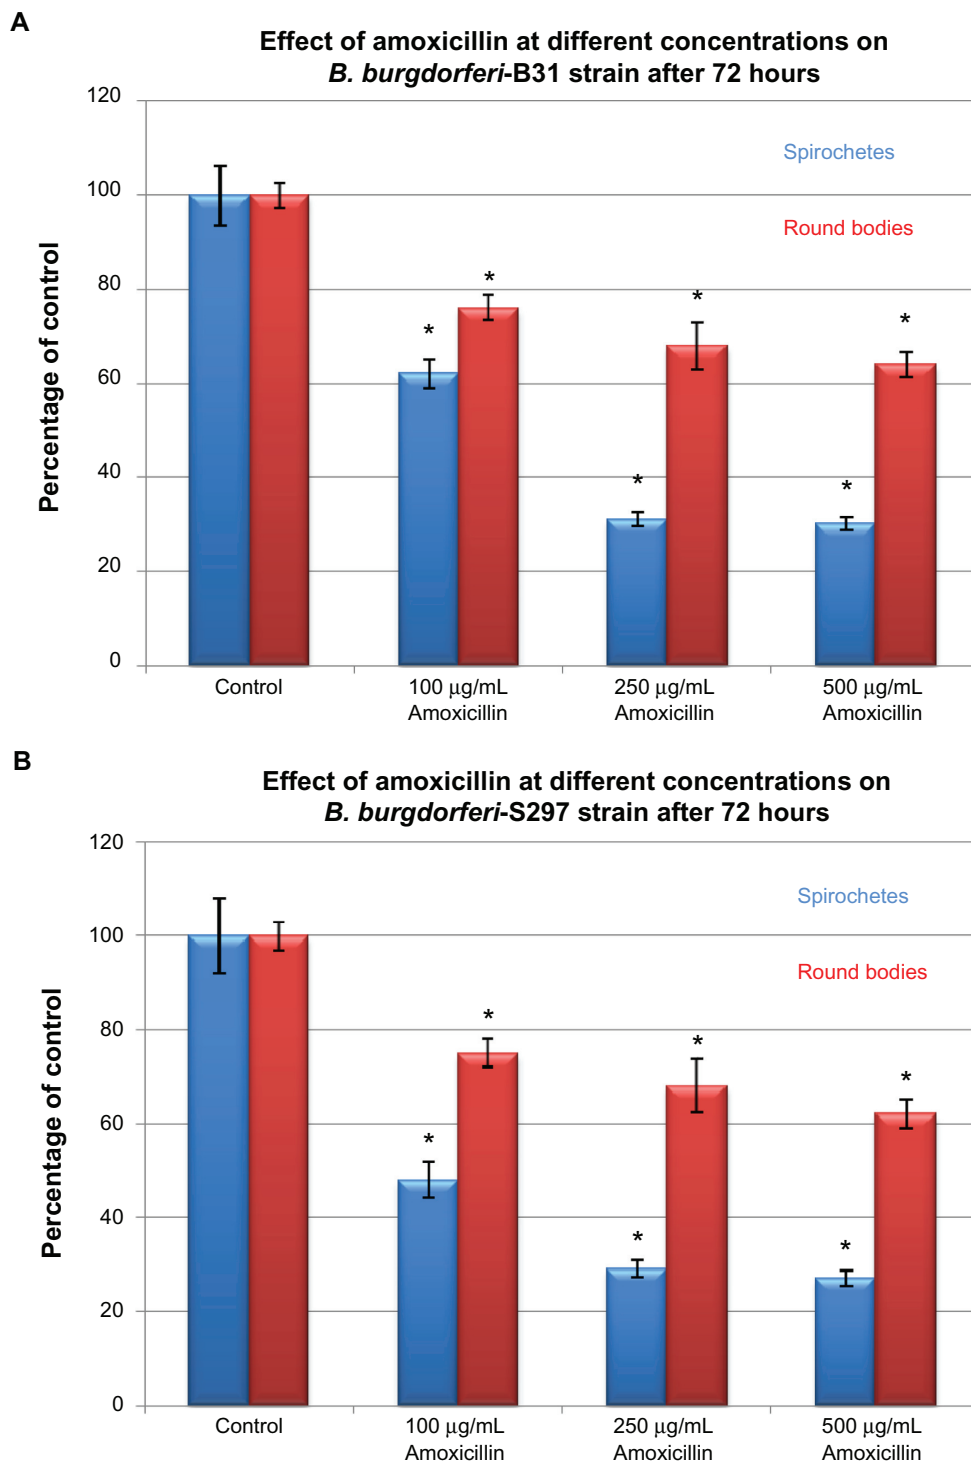 A
Effect of amoxicillin at different concentrations on
B. burgdorferi-B31 strain after 72 hours
120
100
80
60
40
20
0
Percentage of control
Spirochetes
Round bodies
*
*
*
*
*
*
Control
100 µg/mL
Amoxicillin
250 µg/mL
Amoxicillin
500 µg/mL
Amoxicillin
B
Effect of amoxicillin at different concentrations on
B. burgdorferi-S297 strain after 72 hours
120
100
80
60
40
20
0
Percentage of control
Spirochetes
Round bodies
*
*
*
*
*
*
Control
100 µg/mL
Amoxicillin
250 µg/mL
Amoxicillin
500 µg/mL
Amoxicillin